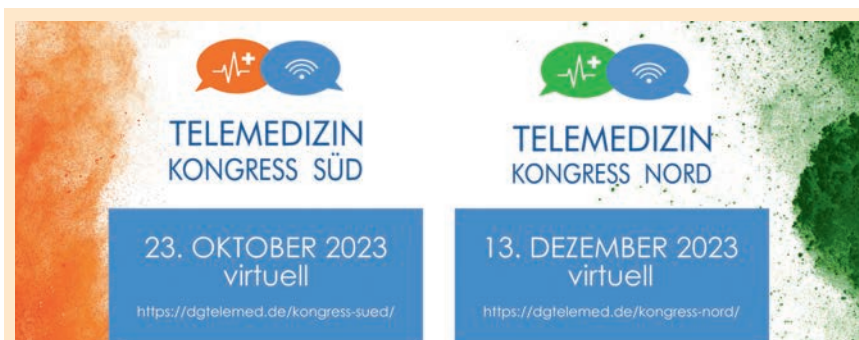 TELEMEDIZIN
KONGRESS SÜD
23. OKTOBER 2023
virtuell
https://dgtelemed.de/kongress-sued/
TELEMEDIZIN
KONGRESS NORD
13. DEZEMBER 2023
virtuell
https://dgtelemed.de/kongress-nord/